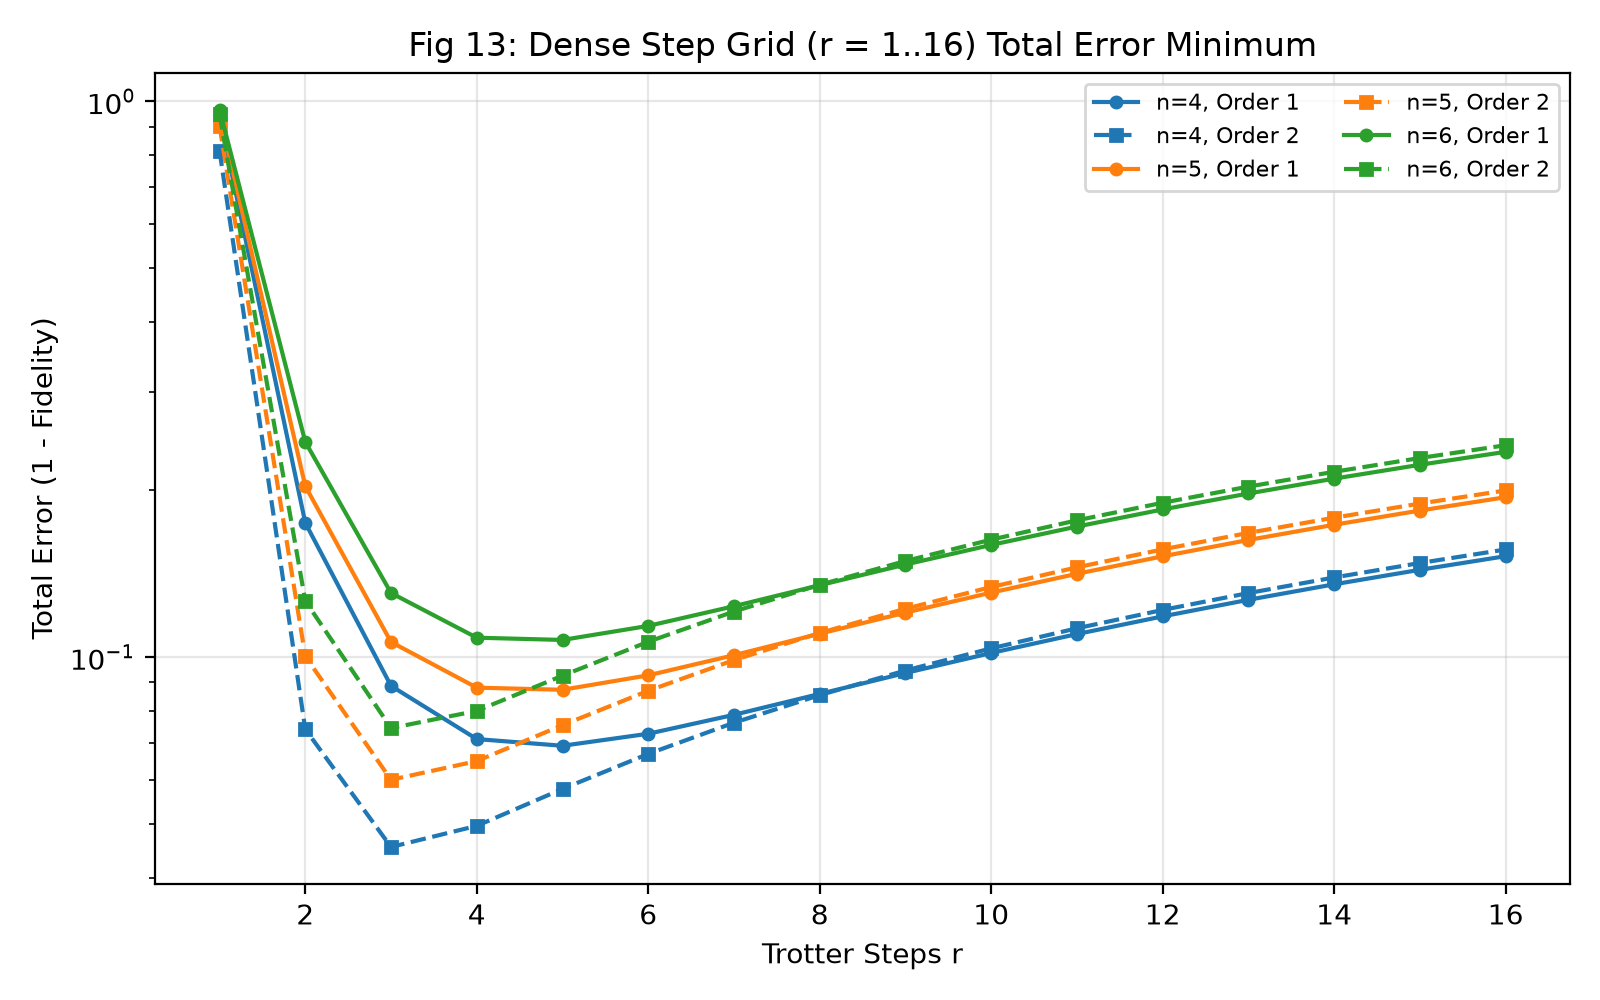 Fig 13: Dense Step Grid (r = 1..16) Total Error Minimum
Total Error (1 - Fidelity)
10⁰
10⁻¹
n=4, Order 1
n=4, Order 2
n=5, Order 1
n=5, Order 2
n=6, Order 1
n=6, Order 2
2 4 6 8 10 12 14 16
Trotter Steps r